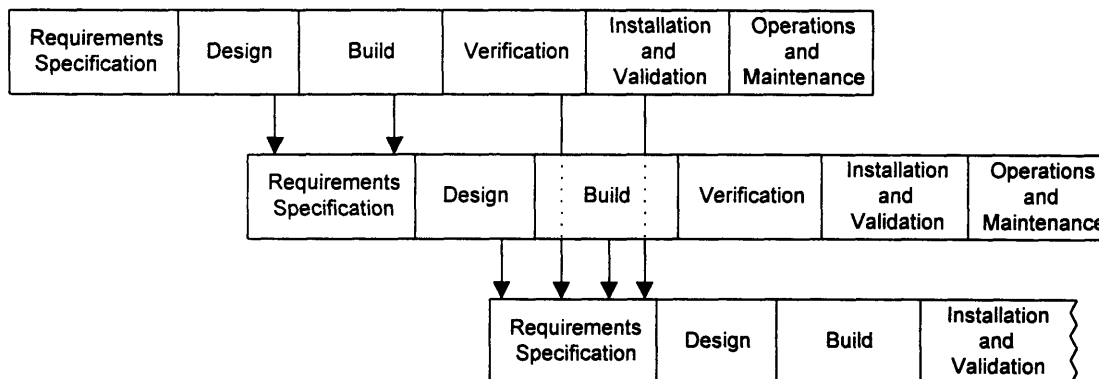 Requirements
Specification
Design
Build
Verification
Installation
and
Validation
Operations
and
Maintenance
Requirements
Specification
Design
Build
Verification
Installation
and
Validation
Operations
and
Maintenance
Requirements
Specification
Design
Build
Installation
and
Validation